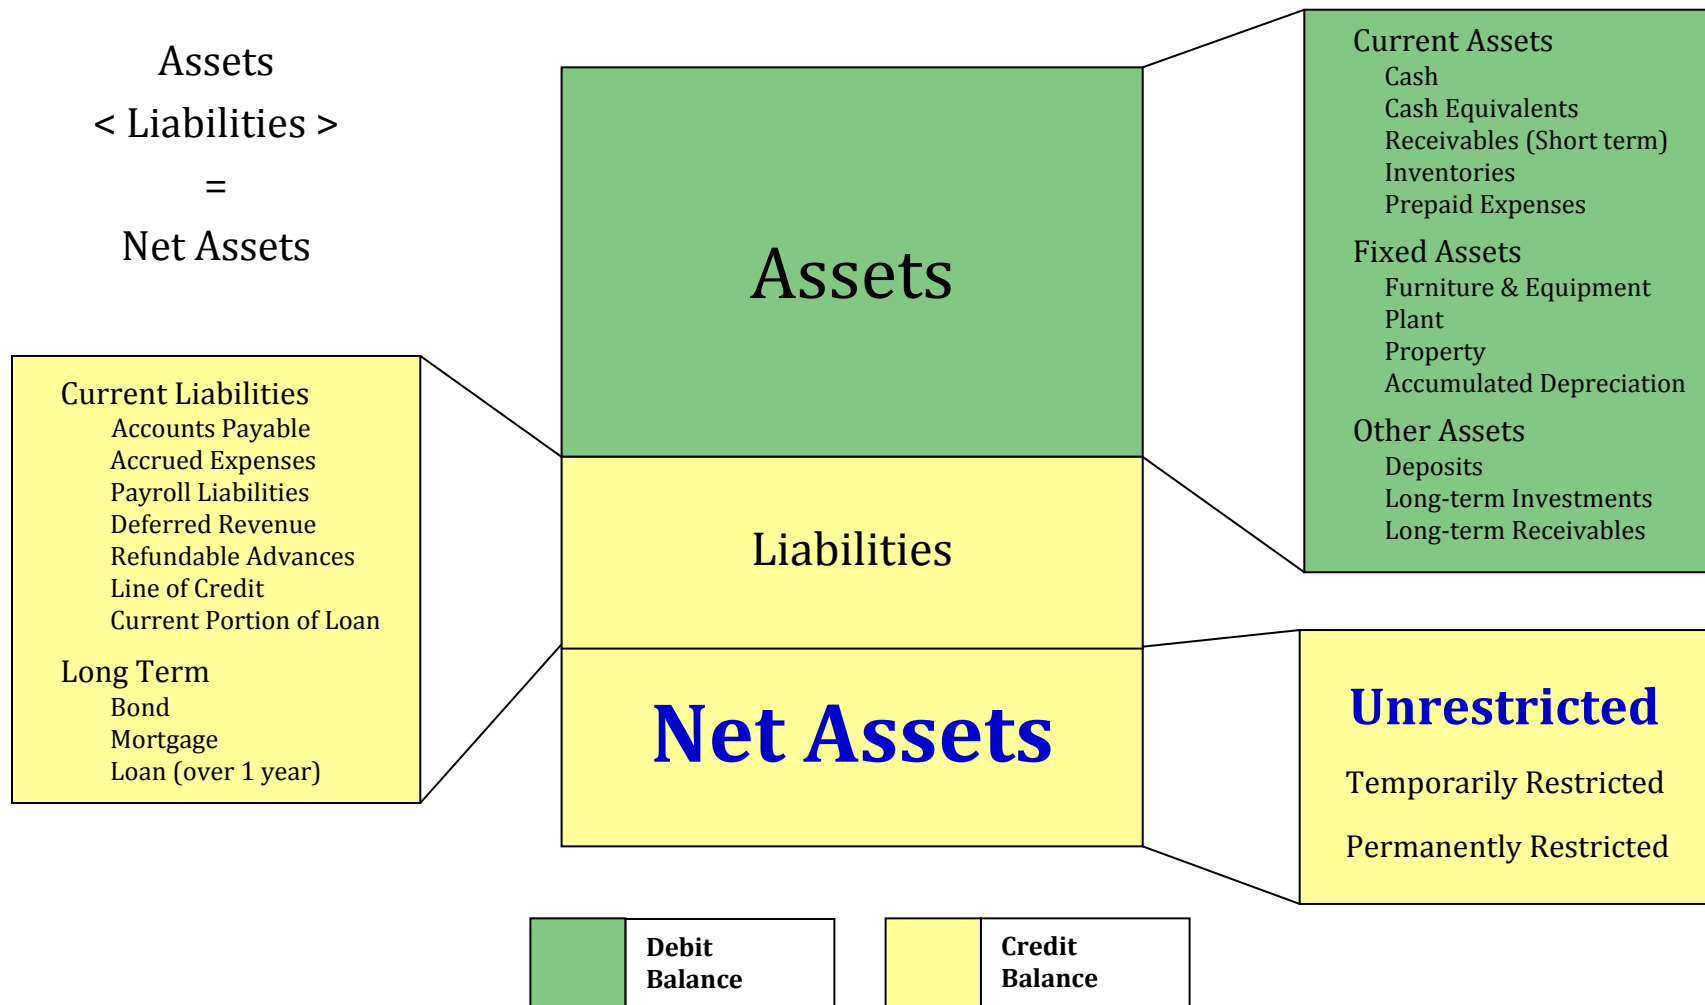 Assets
< Liabilities >
=
Net Assets
Assets
Current Assets
Cash
Cash Equivalents
Receivables (Short term)
Inventories
Prepaid Expenses
Fixed Assets
Furniture & Equipment
Plant
Property
Accumulated Depreciation
Other Assets
Deposits
Long-term Investments
Long-term Receivables
Current Liabilities
Accounts Payable
Accrued Expenses
Payroll Liabilities
Deferred Revenue
Refundable Advances
Line of Credit
Current Portion of Loan
Long Term
Bond
Mortgage
Loan (over 1 year)
Liabilities
Net Assets
Unrestricted
Temporarily Restricted
Permanently Restricted
Debit
Balance
Credit
Balance